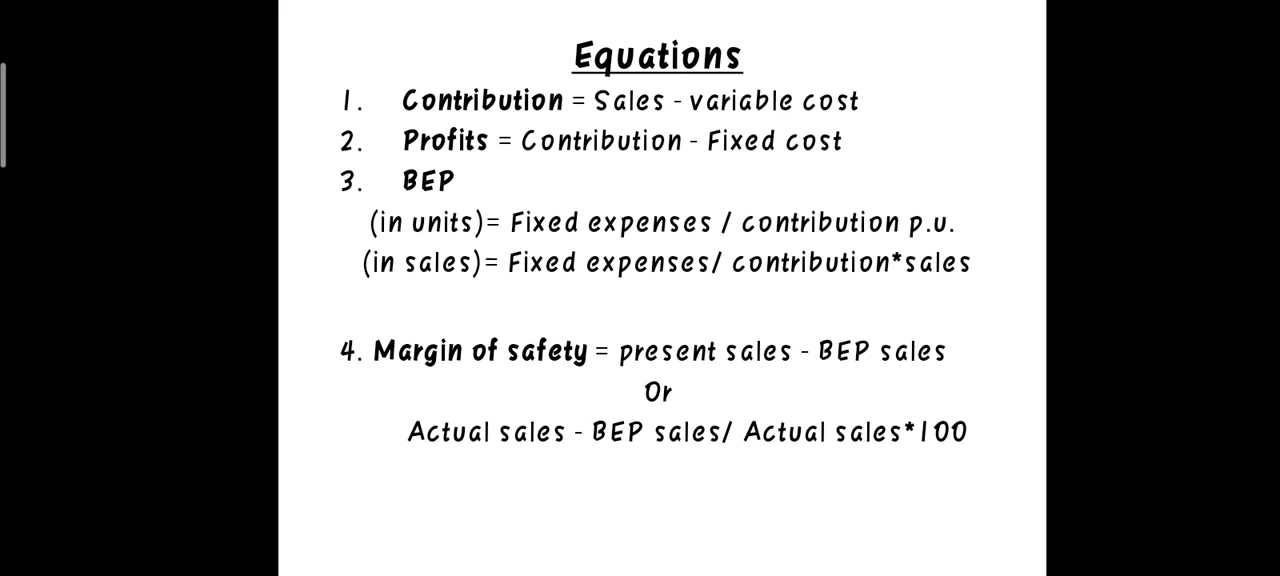 Equations
1. Contribution = Sales - variable cost
2. Profits = Contribution - Fixed cost
3. BEP
(in units)= Fixed expenses / contribution p.u.
(in sales)= Fixed expenses/ contribution*sales
4. Margin of safety = present sales - BEP sales
Or
Actual sales - BEP sales/ Actual sales*100